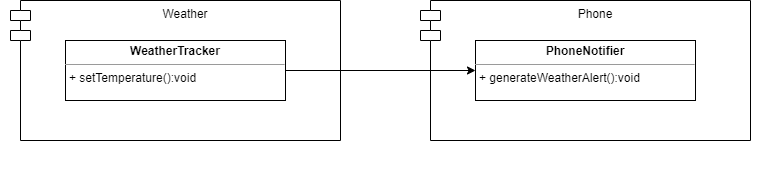 Weather
WeatherTracker
+ setTemperature():void
Phone
PhoneNotifier
+ generateWeatherAlert():void